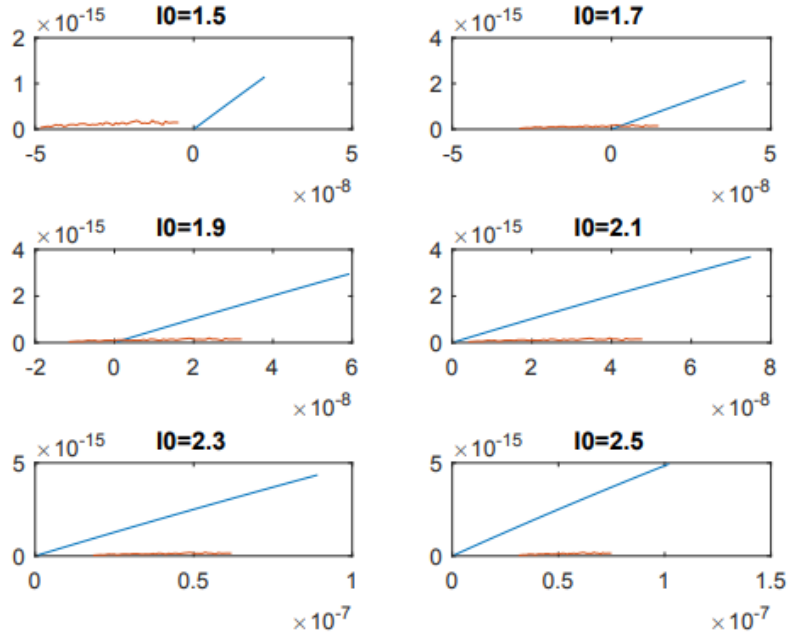 ×10-15 I0=1.5
2
1
0
-5 0 5
×10-8
×10-15 I0=1.7
4
2
0
-5 0 5
×10-8
×10-15 I0=1.9
4
2
0
-2 0 2 4 6
×10-8
×10-15 I0=2.1
4
2
0
0 2 4 6 8
×10-8
×10-15 I0=2.3
5
0
0 0.5 1
×10-7
×10-15 I0=2.5
5
0
0 0.5 1 1.5
×10-7